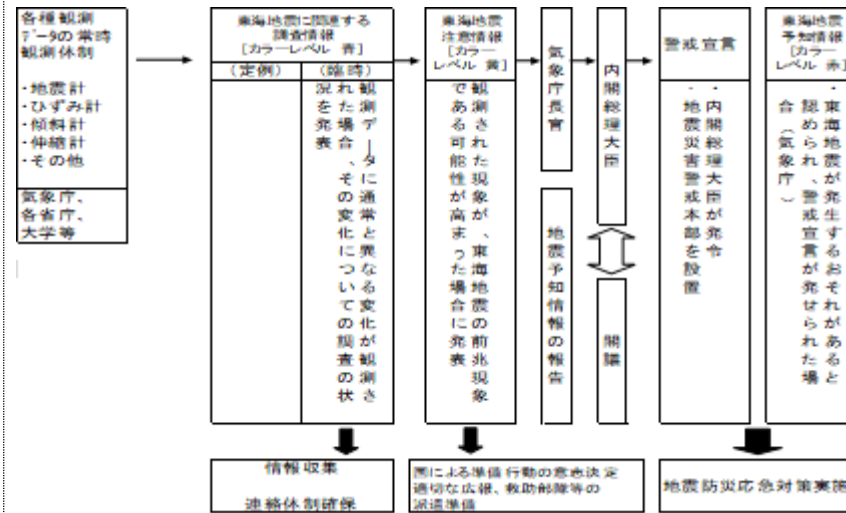 各種観測
データの常時
観測体制
・地震計
・ひずみ計
・傾斜計
・伸縮計
・その他
気象庁、
各省庁、
大学等
東海地震に関連する
調査情報
[カラーレベル 青]
(定例)
(臨時)
観測データに通常と異なる変化が観測さ
れた場合、その変化についての調査の状
況を発表
東海地震
注意情報
[カラー
レベル 黄]
観測された現象が、東海地震の前兆現象
である可能性が高まった場合に発表
気象庁長官
地震予知情報の報告
内閣総理大臣
閣議
警戒宣言
・内閣総理大臣が発令
・地震災害警戒本部を設置
東海地震
予知情報
[カラー
レベル 赤]
・東海地震が発生するおそれがあると
認められ、警戒宣言が発せられた場
合(気象庁)
情報収集
連絡体制確保
国による準備行動の意志決定
適切な広報、救助部隊等の
派遣準備
地震防災応急対策実施